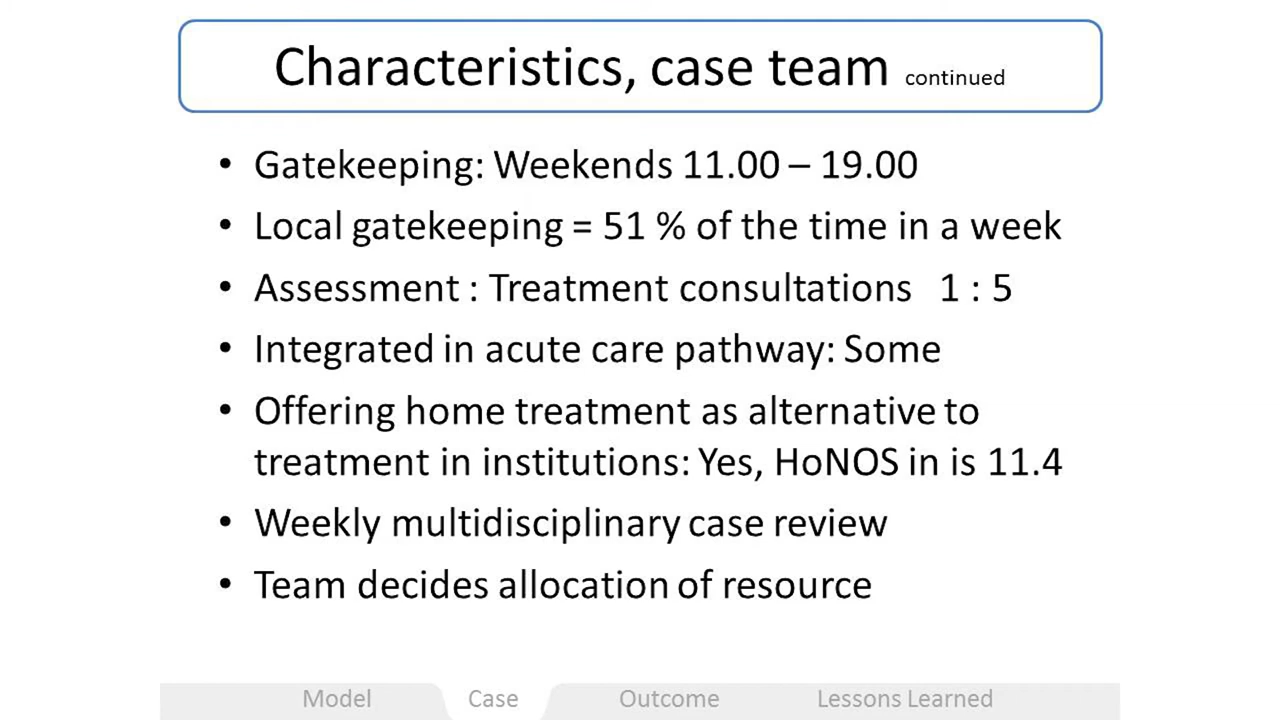 Characteristics, case team continued
• Gatekeeping: Weekends 11.00 – 19.00
• Local gatekeeping = 51 % of the time in a week
• Assessment : Treatment consultations 1 : 5
• Integrated in acute care pathway: Some
• Offering home treatment as alternative to
treatment in institutions: Yes, HoNOS in is 11.4
• Weekly multidisciplinary case review
• Team decides allocation of resource
Model Case Outcome Lessons Learned